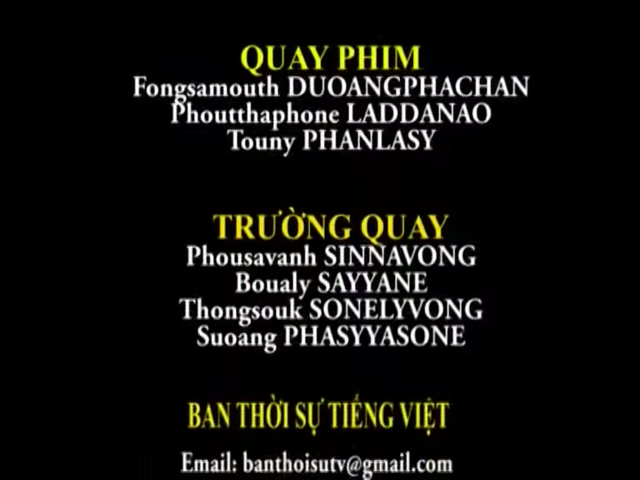 QUAY PHIM
Fongsamouth DUOANGPHACHAN
Phoutthaphone LADDANAO
Touny PHANLASY
TRƯỜNG QUAY
Phousavanh SINNAVONG
Boualy SAYYANE
Thongsouk SONELYVONG
Suoang PHASYYASONE
BAN THỜI SỰ TIẾNG VIỆT
Email: banthoisutv@gmail.com